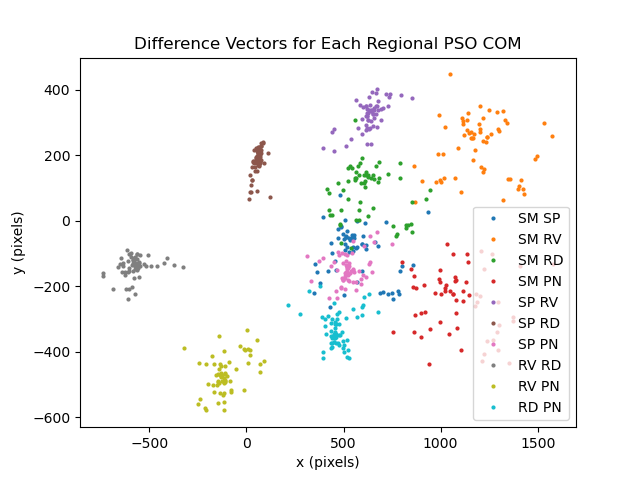 Difference Vectors for Each Regional PSO COM
400
200
0
−200
−400
−600
y (pixels)
−500
0
500
1000
1500
x (pixels)
SM SP
SM RV
SM RD
SM PN
SP RV
SP RD
SP PN
RV RD
RV PN
RD PN